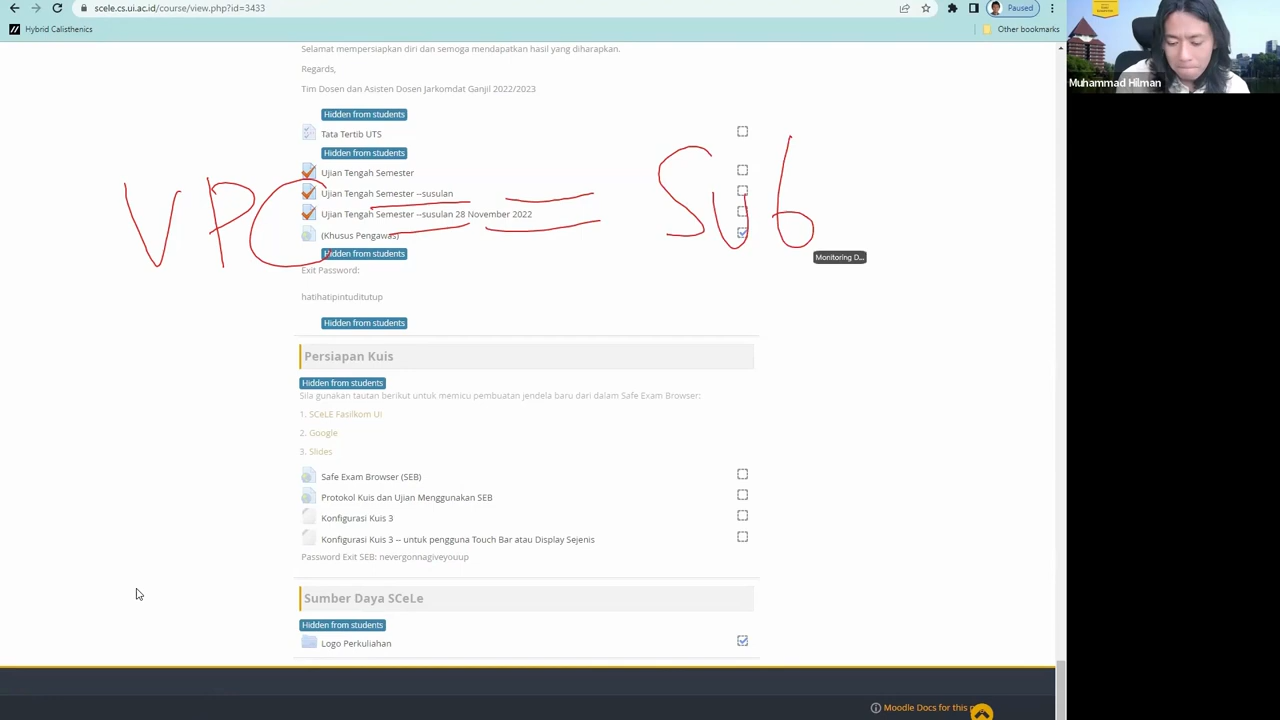 scele.cs.ui.ac.id/course/view.php?id=3433
Paused
Hybrid Calisthenics
Other bookmarks
Muhammad Hilman
Selamat mempersiapkan diri dan semoga mendapatkan hasil yang diharapkan.
Regards,
Tim Dosen dan Asisten Dosen Jarkomdat Ganjil 2022/2023
Hidden from students
Tata Tertib UTS
Hidden from students
Ujian Tengah Semester
Ujian Tengah Semester --susulan
Ujian Tengah Semester --susulan 28 November 2022
(Khusus Pengawas)
VPC == == Sub
Monitoring D...
Hidden from students
Exit Password:
hatihatipintuditutup
Hidden from students
Persiapan Kuis
Hidden from students
Sila gunakan tautan berikut untuk memicu pembuatan jendela baru dari dalam Safe Exam Browser:
1. SCeLE Fasilkom UI
2. Google
3. Slides
Safe Exam Browser (SEB)
Protokol Kuis dan Ujian Menggunakan SEB
Konfigurasi Kuis 3
Konfigurasi Kuis 3 -- untuk pengguna Touch Bar atau Display Sejenis
Password Exit SEB: nevergonnagiveyouup
Sumber Daya SCeLe
Hidden from students
Logo Perkuliahan
Moodle Docs for this